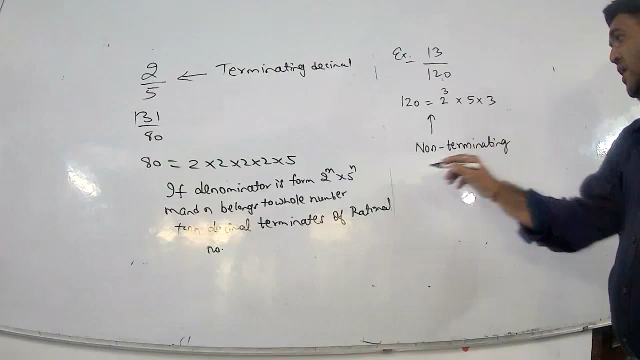 2/5 ← Terminating decimal
131/80
80 = 2×2×2×2×5
If denominator is form 2^m × 5^n
m and n belongs to whole number
decimal terminates of Rational
no.
Ex. 13/120
120 = 2^3 × 5 × 3
↑
Non-terminating